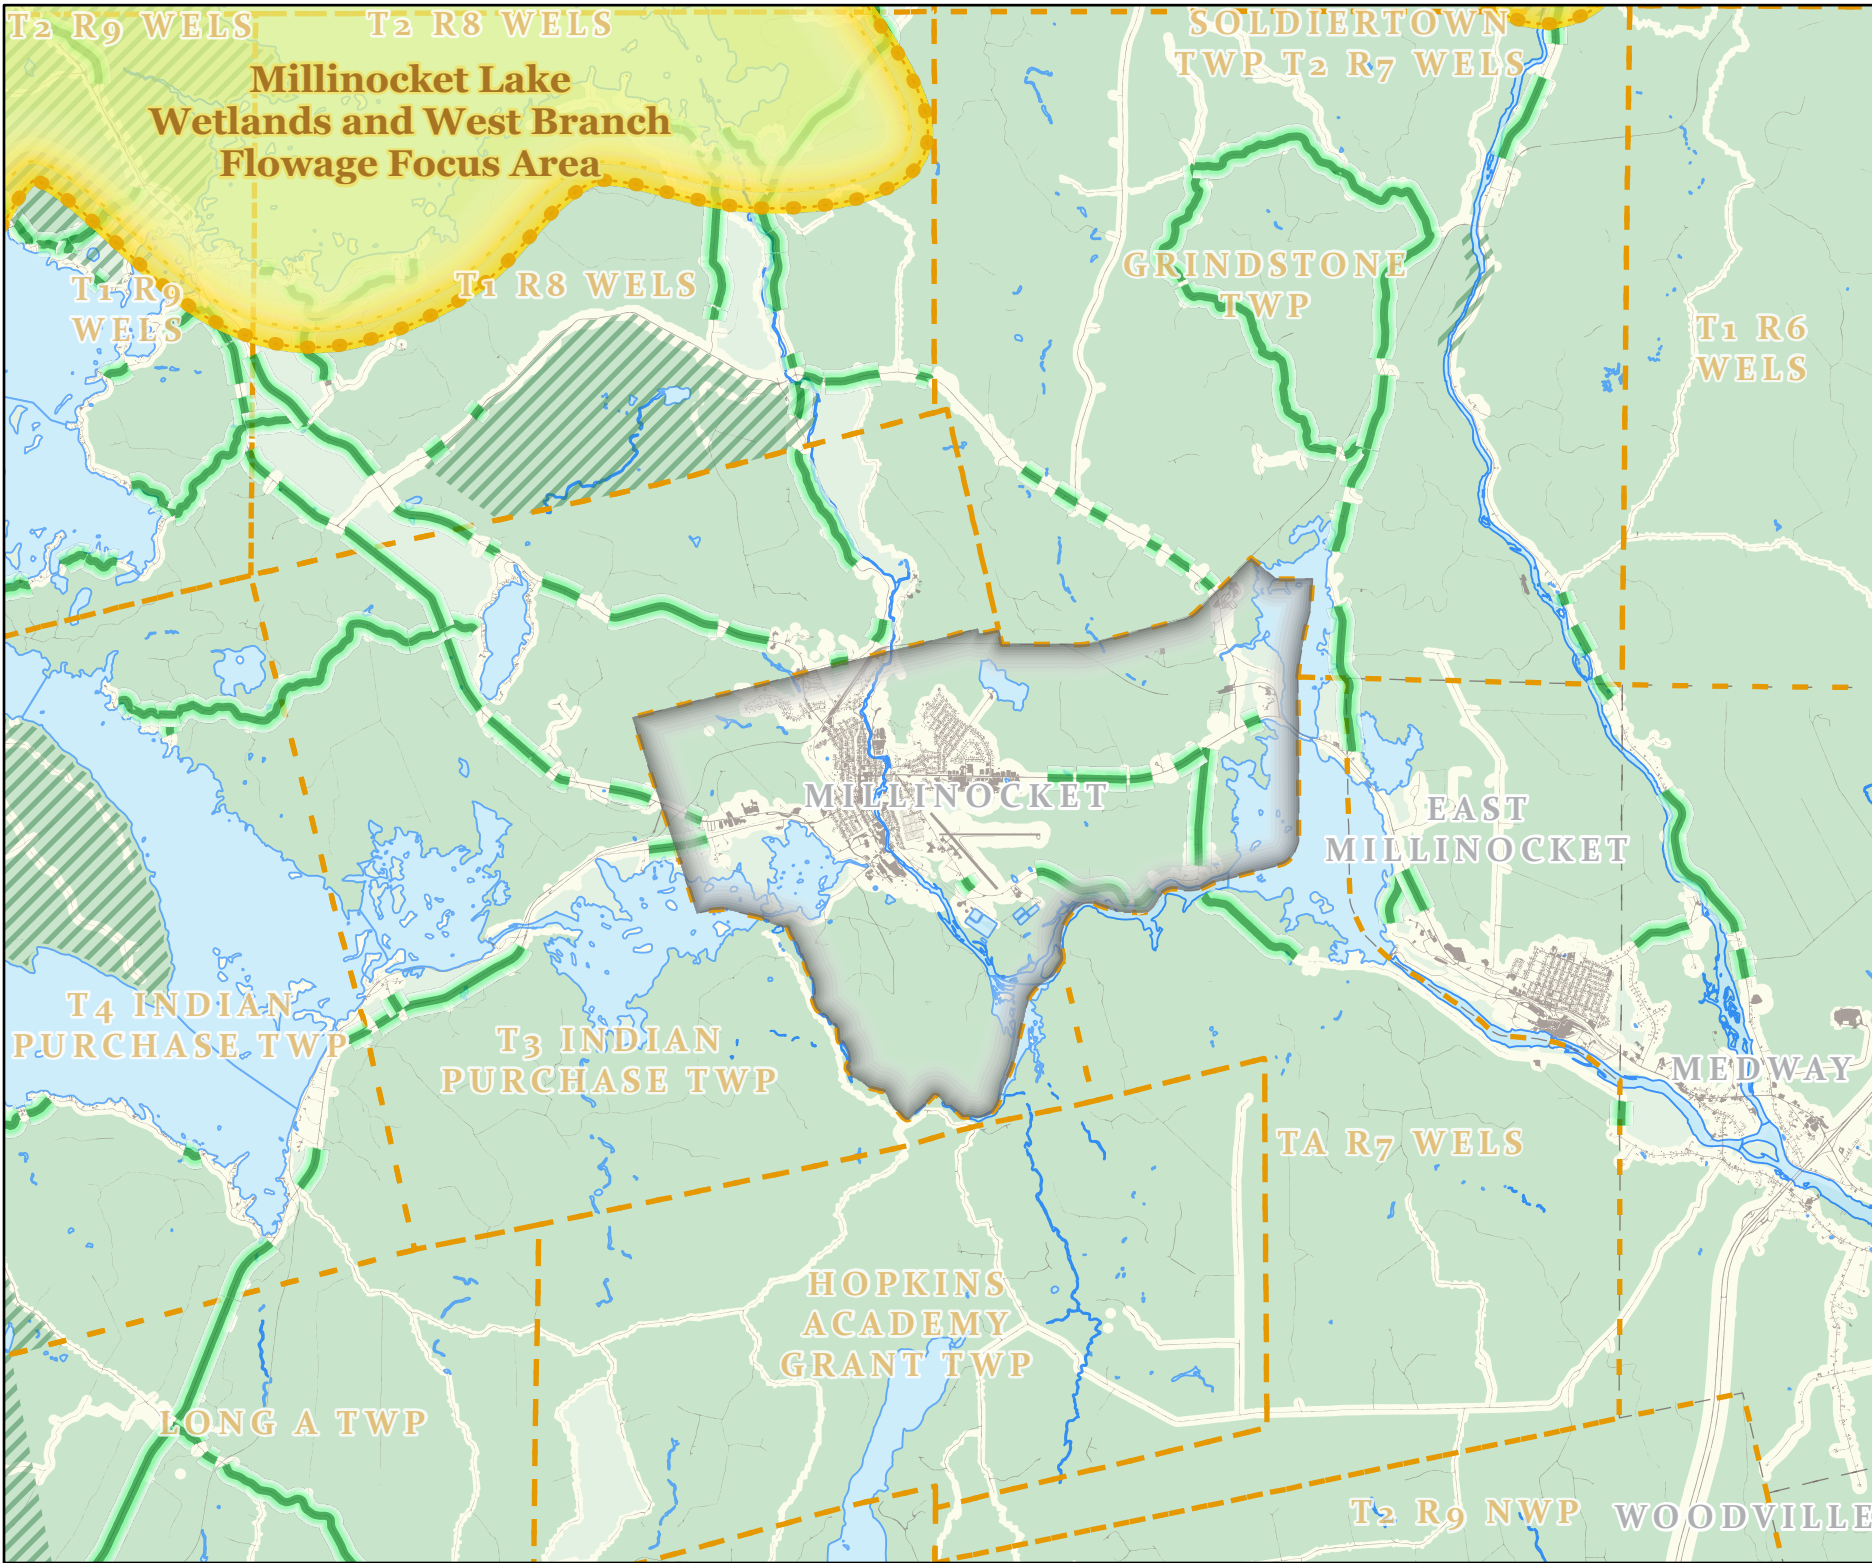 T2 R9 WELS
T2 R8 WELS
SOLDIERTOWN
TWP T2 R7 WELS
Millinocket Lake
Wetlands and West Branch
Flowage Focus Area
T1 R9
WELS
T1 R8 WELS
GRINDSTONE
TWP
T1 R6
WELS
MILLINOCKET
EAST
MILLINOCKET
T4 INDIAN
PURCHASE TWP
T3 INDIAN
PURCHASE TWP
MEDWAY
TA R7 WELS
HOPKINS
ACADEMY
GRANT TWP
LONG A TWP
T2 R9 NWP
WOODVILLE